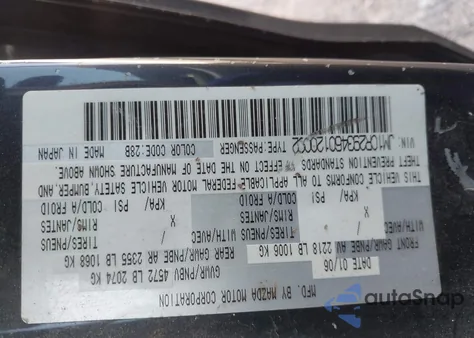 MFD. BY MAZDA MOTOR CORPORATION
DATE 01/06 GVWR/PNBV 4572 LB 2074 KG
FRONT GAWR/PNBE AV 2218 LB 1006 KG REAR GAWR/PNBE AR 2355 LB 1068 KG
WITH/AVEC WITH/AVEC
TIRES/PNEUS TIRES/PNEUS
RIMS/JANTES X RIMS/JANTES X
COLD/A FROID KPA/ PSI COLD/A FROID KPA/ PSI
THIS VEHICLE CONFORMS TO ALL APPLICABLE FEDERAL MOTOR VEHICLE SAFETY, BUMPER, AND
THEFT PREVENTION STANDARDS IN EFFECT ON THE DATE OF MANUFACTURE SHOWN ABOVE.
VIN: TYPE:PASSENGER COLOR CODE:28B MADE IN JAPAN
autoSnap